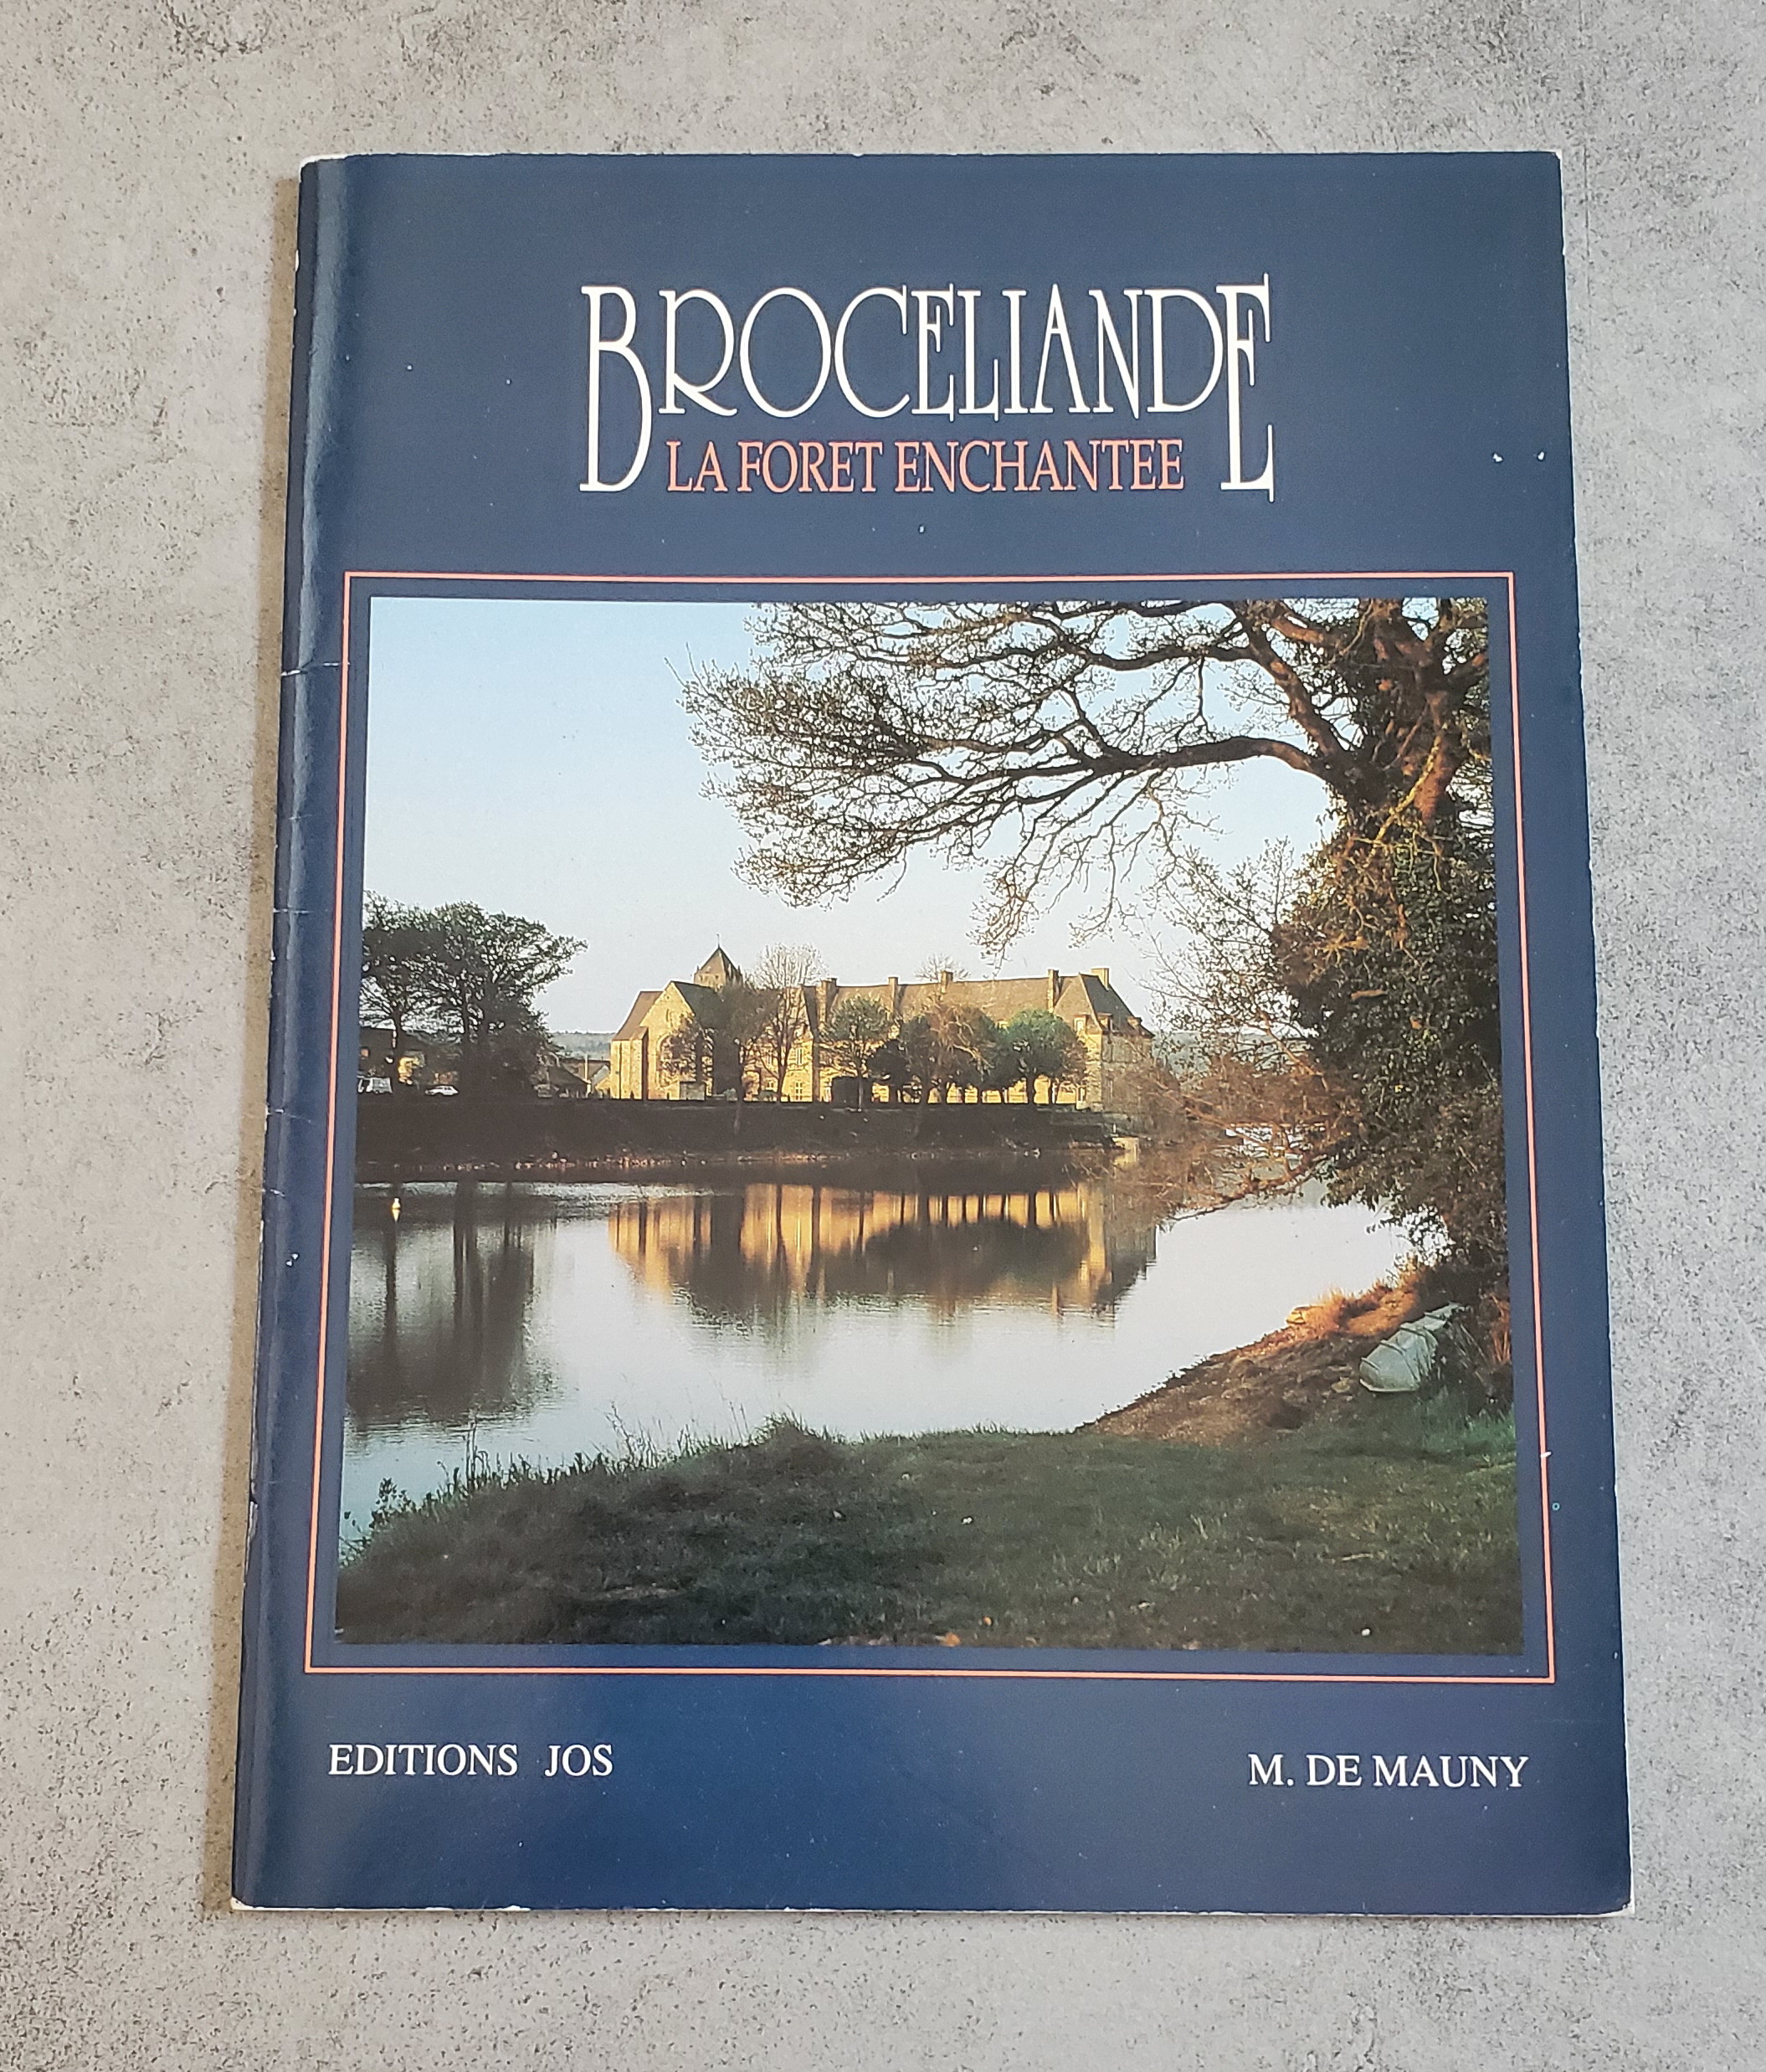 BROCELIANDE
LA FORET ENCHANTEE
EDITIONS JOS
M. DE MAUNY